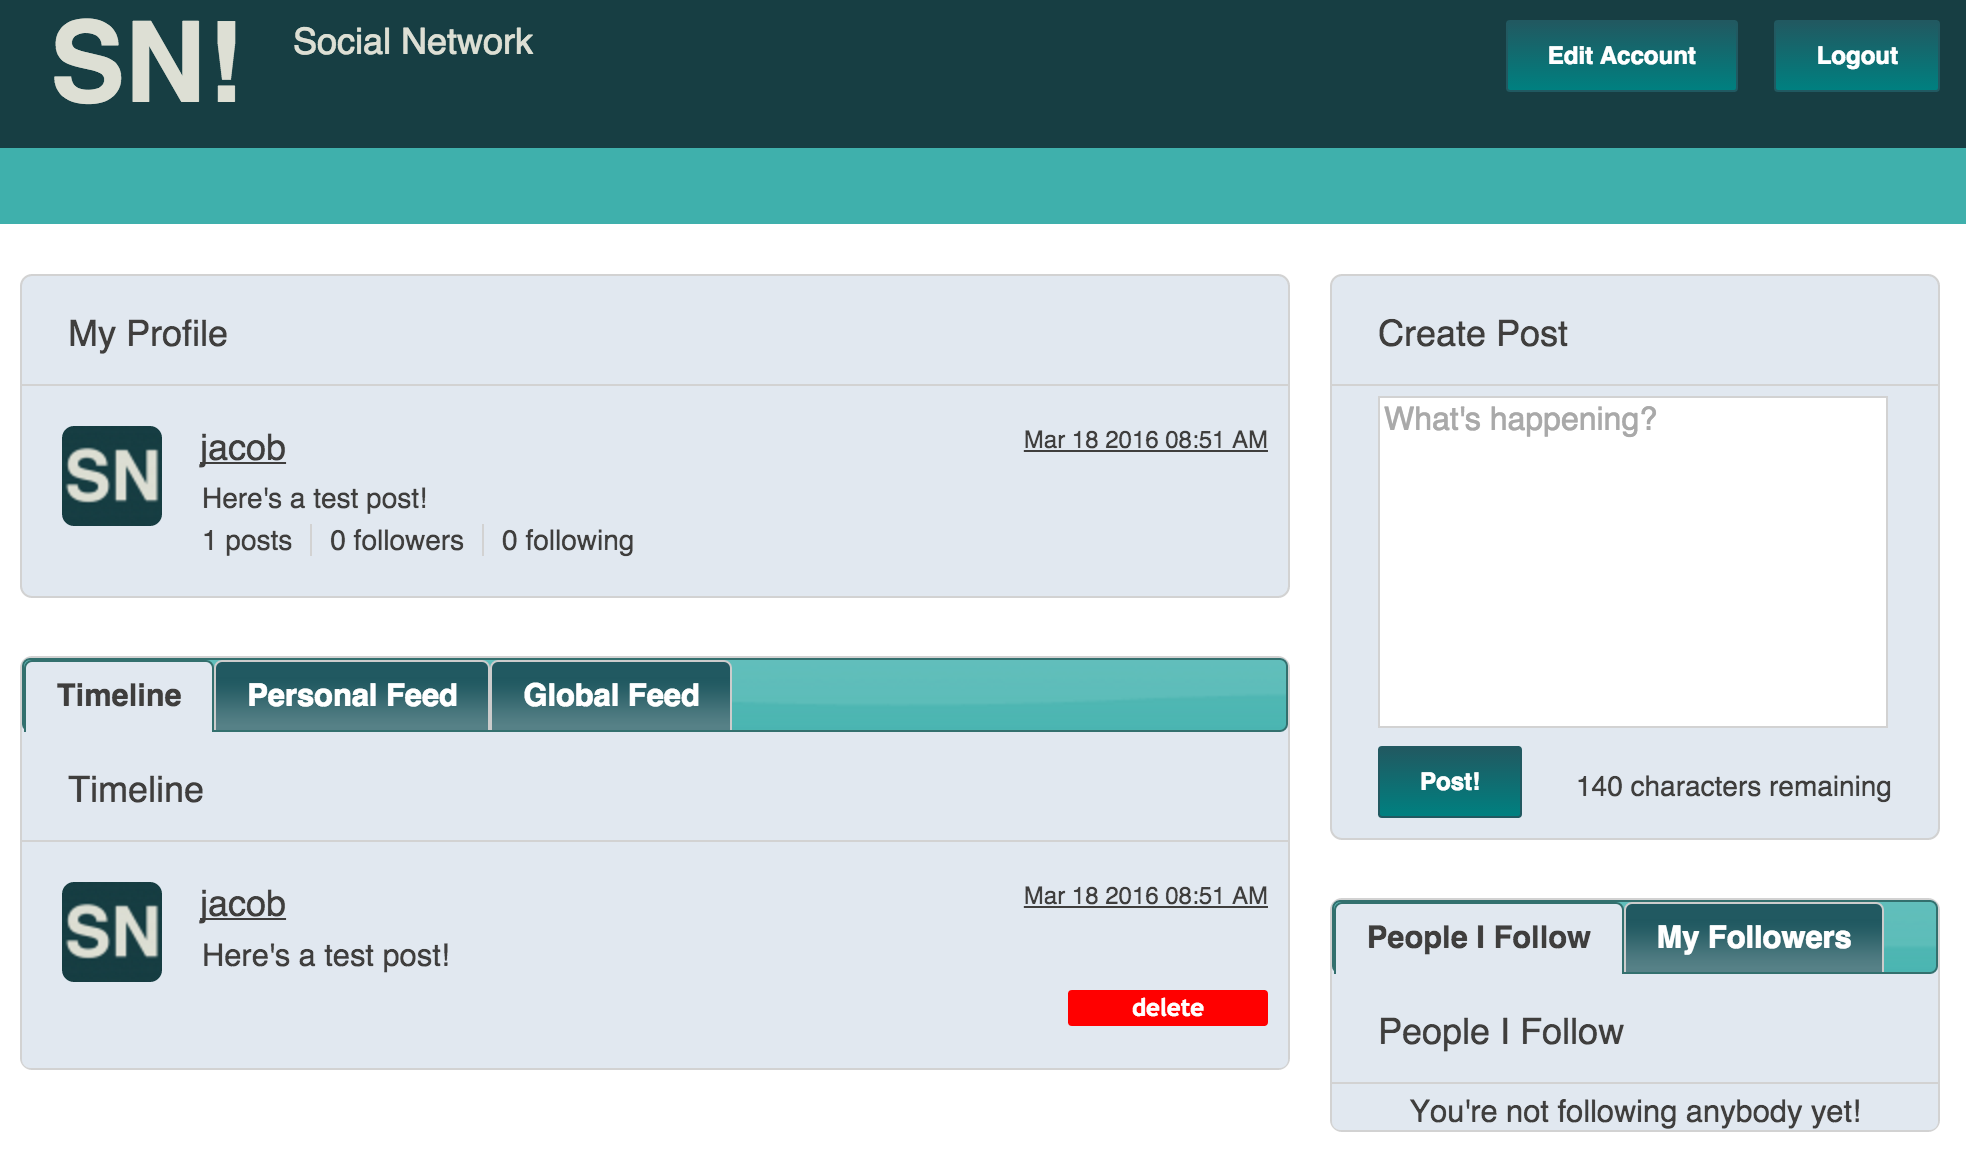 SN!
Social Network
Edit Account
Logout
My Profile
SN
jacob
Mar 18 2016 08:51 AM
Here's a test post!
1 posts
0 followers
0 following
Timeline
Personal Feed
Global Feed
Timeline
SN
jacob
Mar 18 2016 08:51 AM
Here's a test post!
delete
Create Post
What's happening?
Post!
140 characters remaining
People I Follow
My Followers
People I Follow
You're not following anybody yet!